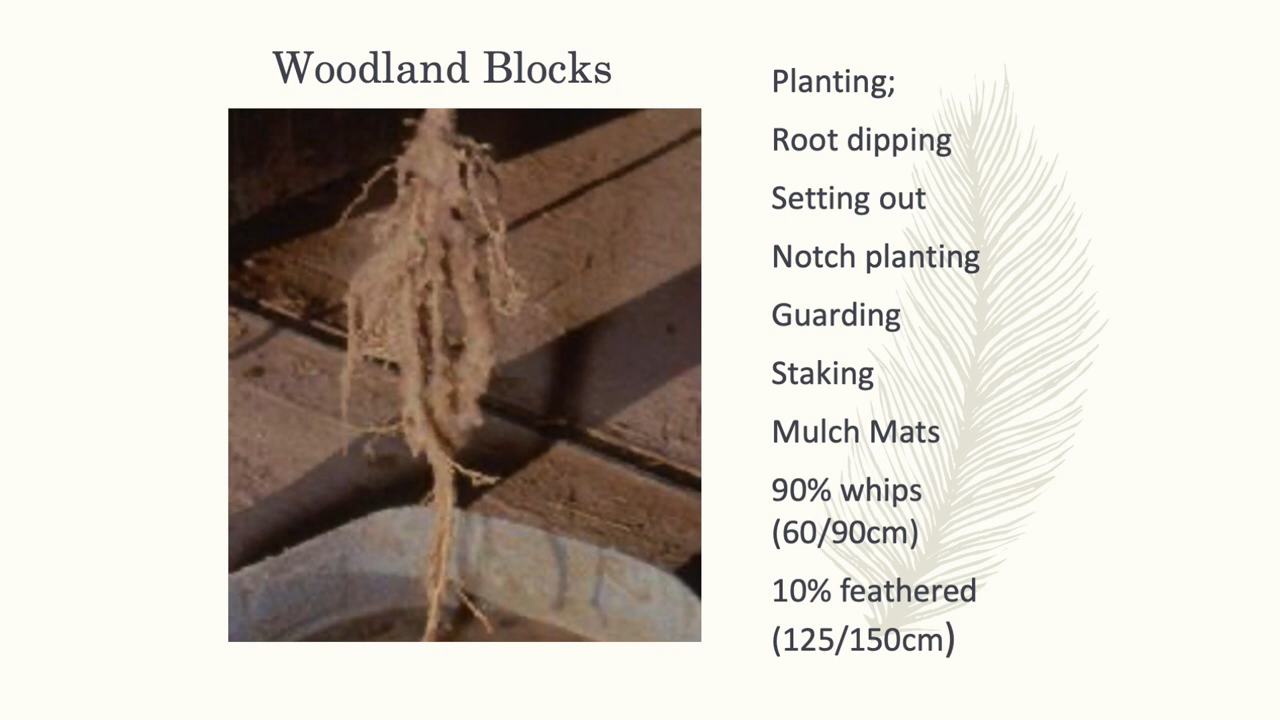 Woodland Blocks
Planting;
Root dipping
Setting out
Notch planting
Guarding
Staking
Mulch Mats
90% whips
(60/90cm)
10% feathered
(125/150cm)